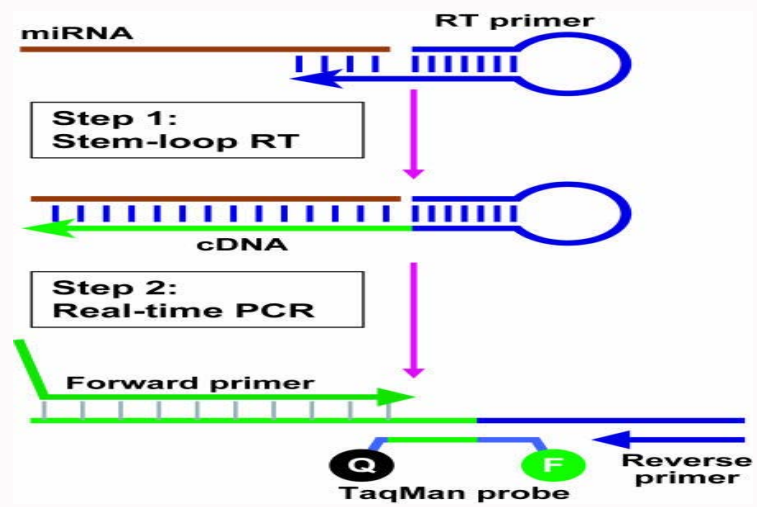 miRNA
RT primer
Step 1:
Stem-loop RT
cDNA
Step 2:
Real-time PCR
Forward primer
Q
F
Reverse
primer
TaqMan probe